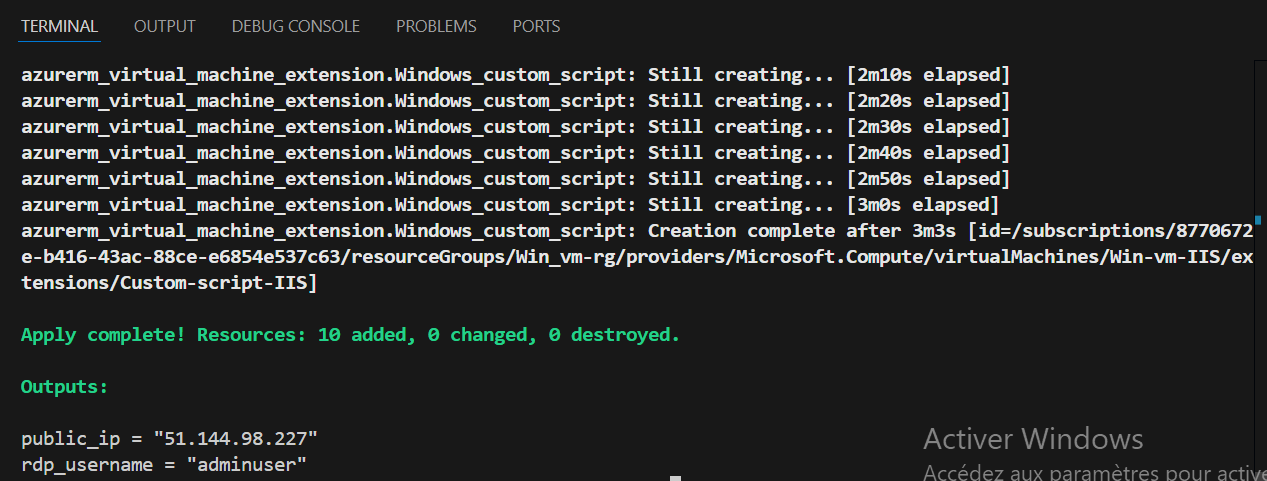 TERMINAL OUTPUT DEBUG CONSOLE PROBLEMS PORTS
azurerm_virtual_machine_extension.Windows_custom_script: Still creating... [2m10s elapsed]
azurerm_virtual_machine_extension.Windows_custom_script: Still creating... [2m20s elapsed]
azurerm_virtual_machine_extension.Windows_custom_script: Still creating... [2m30s elapsed]
azurerm_virtual_machine_extension.Windows_custom_script: Still creating... [2m40s elapsed]
azurerm_virtual_machine_extension.Windows_custom_script: Still creating... [2m50s elapsed]
azurerm_virtual_machine_extension.Windows_custom_script: Still creating... [3m0s elapsed]
azurerm_virtual_machine_extension.Windows_custom_script: Creation complete after 3m3s [id=/subscriptions/8770672
e-b416-43ac-88ce-e6854e537c63/resourceGroups/Win_vm-rg/providers/Microsoft.Compute/virtualMachines/Win-vm-IIS/ex
tensions/Custom-script-IIS]
Apply complete! Resources: 10 added, 0 changed, 0 destroyed.
Outputs:
public_ip = "51.144.98.227"
rdp_username = "adminuser"
Activer Windows
Accédez aux paramètres pour active